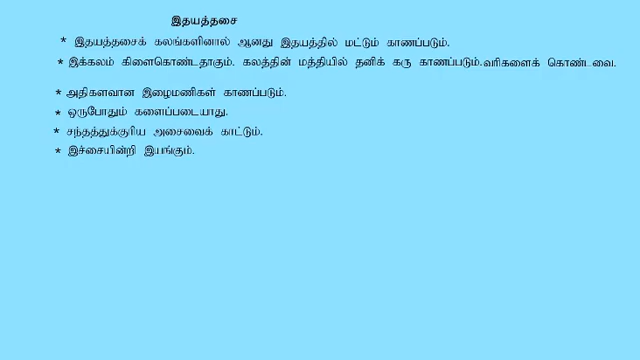 இதயத்தசை
* இதயத்தசைக் கலங்களினால் ஆனது இதயத்தில் மட்டும் காணப்படும்.
* இக்கலம் கிளைகொண்டதாகும். கலத்தின் மத்தியில் தனிக் கரு காணப்படும். வரிகளைக் கொண்டவை.
* அதிகளவான இழைமணிகள் காணப்படும்.
* ஒருபோதும் களைப்படையாது.
* சந்தத்துக்குரிய அசைவைக் காட்டும்.
* இச்சையின்றி இயங்கும்.